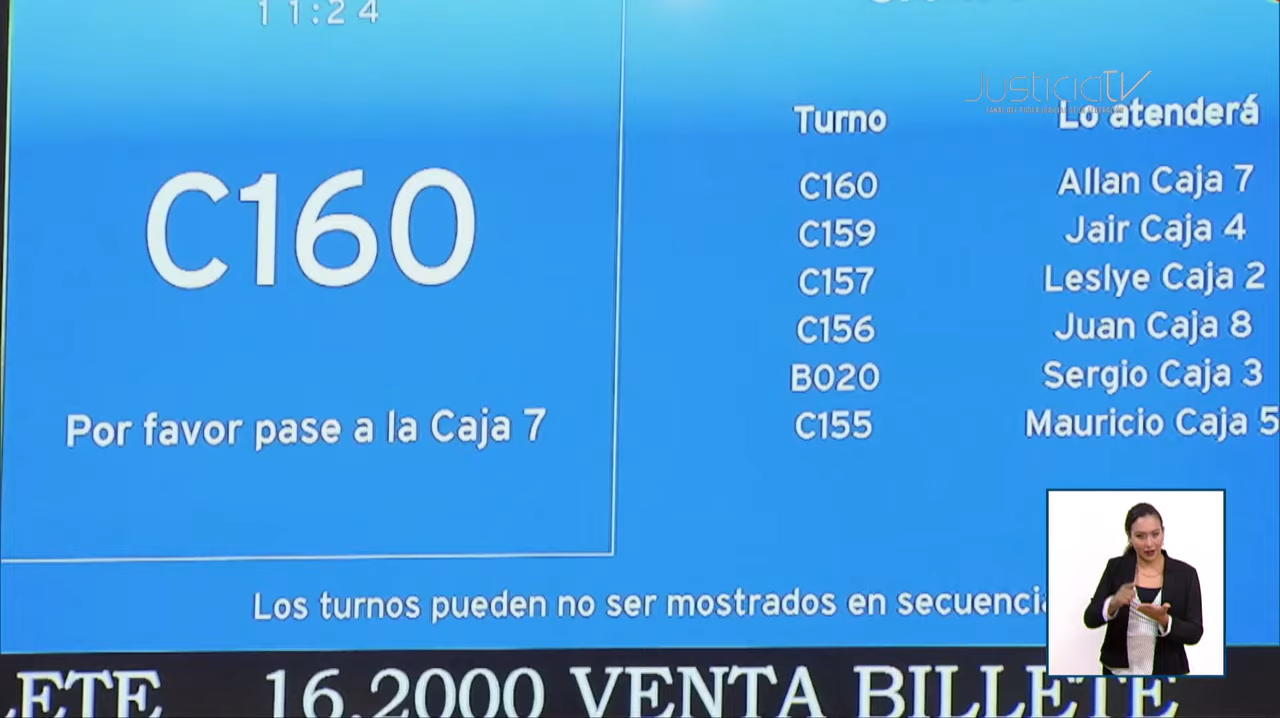 11:24
JusticiaTV
C160
Por favor pase a la Caja 7
Turno Lo atenderá
C160 Allan Caja 7
C159 Jair Caja 4
C157 Leslye Caja 2
C156 Juan Caja 8
B020 Sergio Caja 3
C155 Mauricio Caja 5
Los turnos pueden no ser mostrados en secuencia
ETE 16.2000 VENTA BILLETE